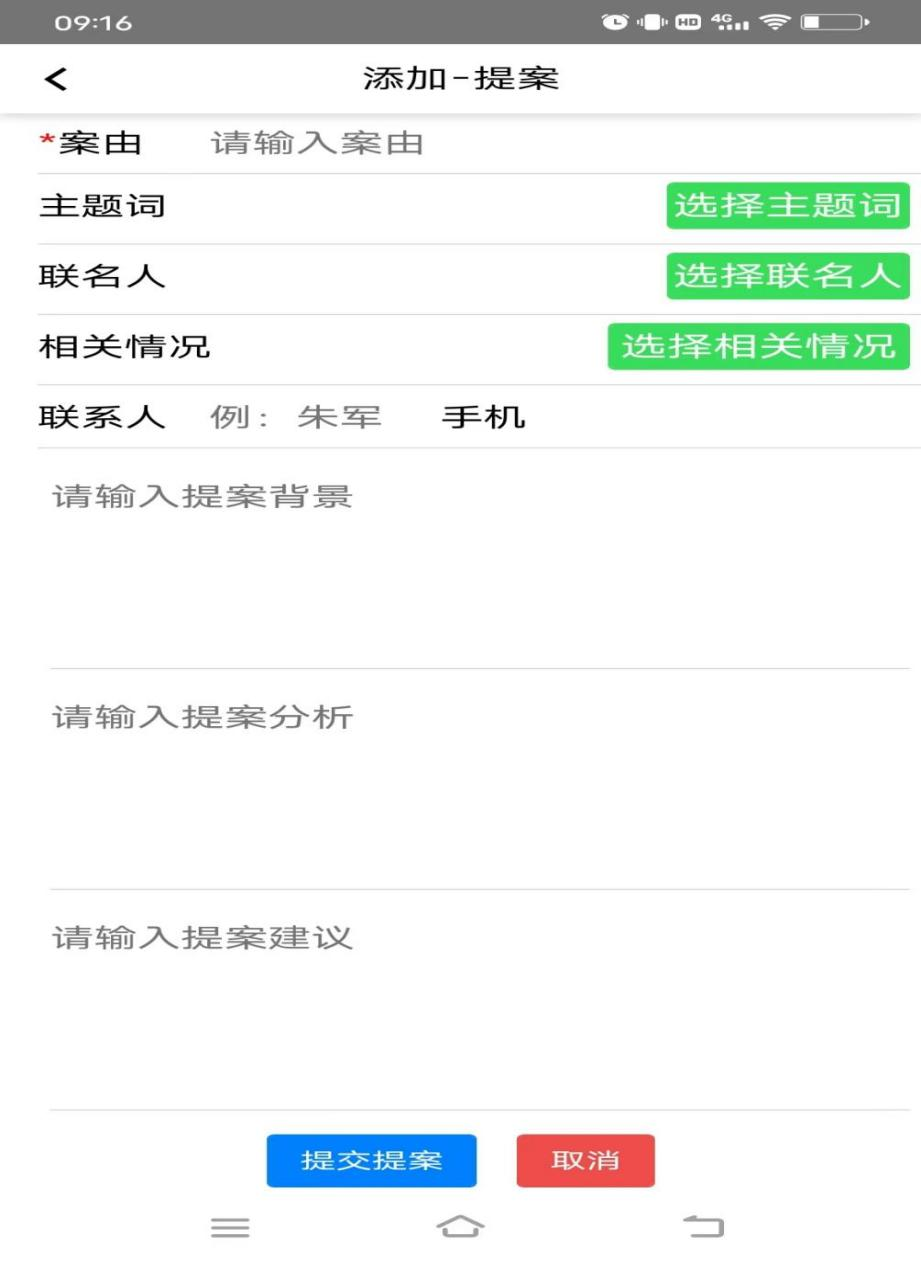 09:16 HD 4G
添加-提案
*案由 请输入案由
主题词 选择主题词
联名人 选择联名人
相关情况 选择相关情况
联系人 例：朱军 手机
请输入提案背景
请输入提案分析
请输入提案建议
提交提案 取消